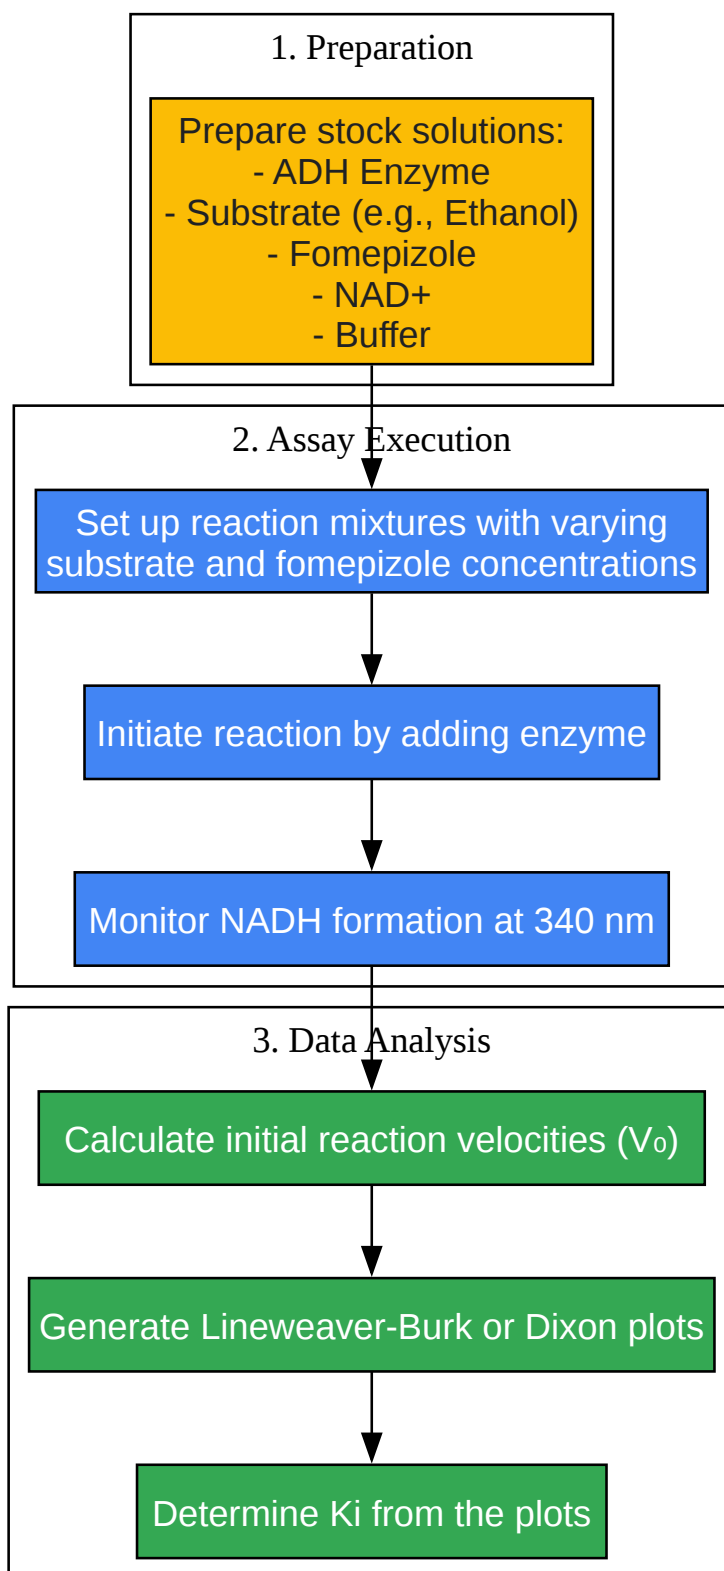 1. Preparation
Prepare stock solutions:
- ADH Enzyme
- Substrate (e.g., Ethanol)
- Fomepizole
- NAD+
- Buffer
2. Assay Execution
Set up reaction mixtures with varying
substrate and fomepizole concentrations
Initiate reaction by adding enzyme
Monitor NADH formation at 340 nm
3. Data Analysis
Calculate initial reaction velocities (V₀)
Generate Lineweaver-Burk or Dixon plots
Determine Ki from the plots